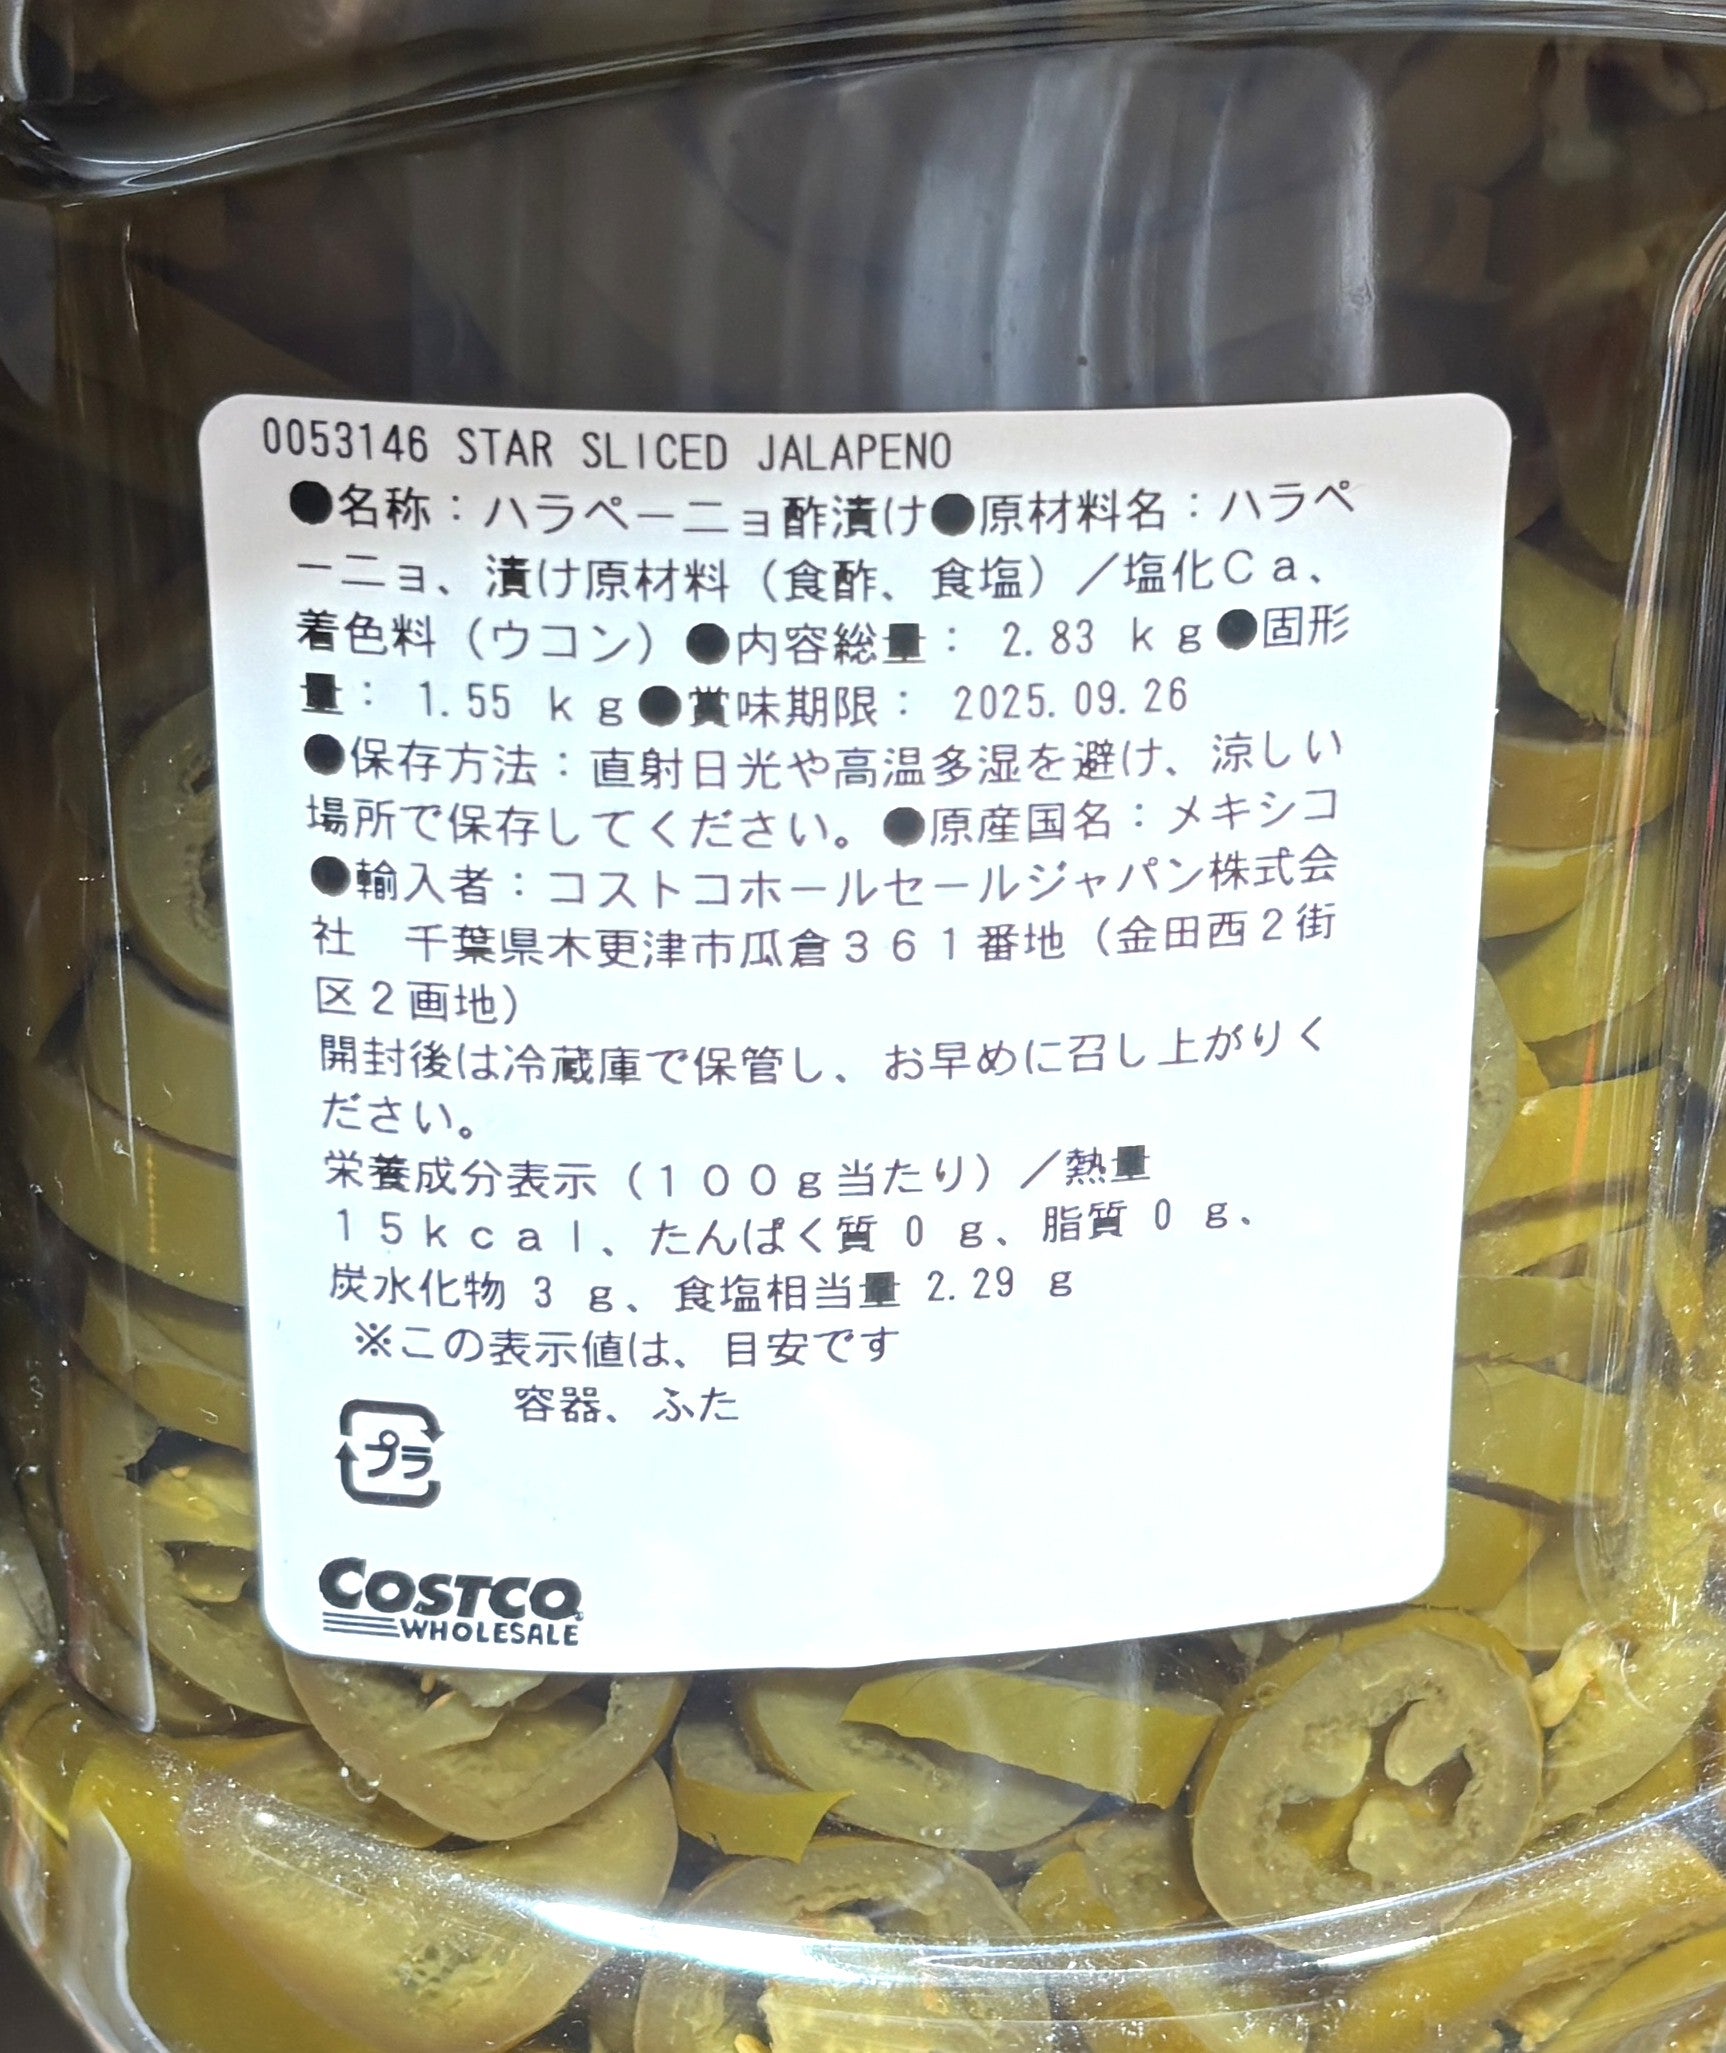 0053146 STAR SLICED JALAPENO
●名称：ハラペーニョ酢漬け●原材料名：ハラペ
ーニョ、漬け原材料（食酢、食塩）／塩化Ｃａ、
着色料（ウコン）●内容総量： 2.83 ｋｇ●固形
量： 1.55 ｋｇ●賞味期限： 2025.09.26
●保存方法：直射日光や高温多湿を避け、涼しい
場所で保存してください。●原産国名：メキシコ
●輸入者：コストコホールセールジャパン株式会
社　千葉県木更津市瓜倉３６１番地（金田西２街
区２画地）
開封後は冷蔵庫で保管し、お早めに召し上がりく
ださい。
栄養成分表示（１００ｇ当たり）／熱量
１５ｋｃａｌ、たんぱく質 0 ｇ、脂質 0 ｇ、
炭水化物 3 ｇ、食塩相当量 2.29 ｇ
※この表示値は、目安です
容器、ふた
プラ
COSTCO
WHOLESALE